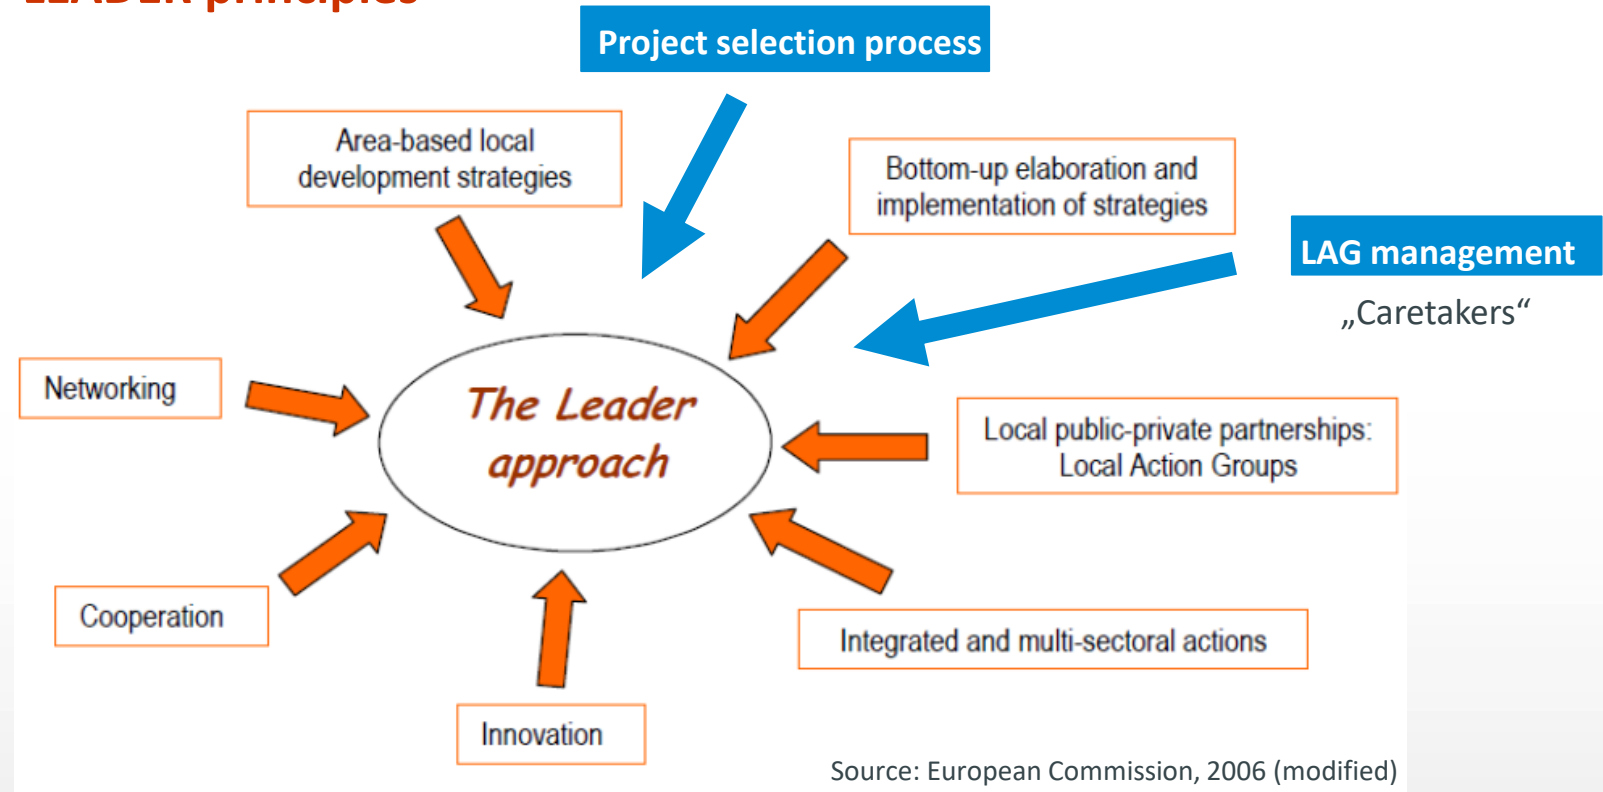 LEADER principles
Project selection process
Area-based local
development strategies
Bottom-up elaboration and
implementation of strategies
LAG management
„Caretakers“
Networking
The Leader
approach
Local public-private partnerships:
Local Action Groups
Cooperation
Integrated and multi-sectoral actions
Innovation
Source: European Commission, 2006 (modified)